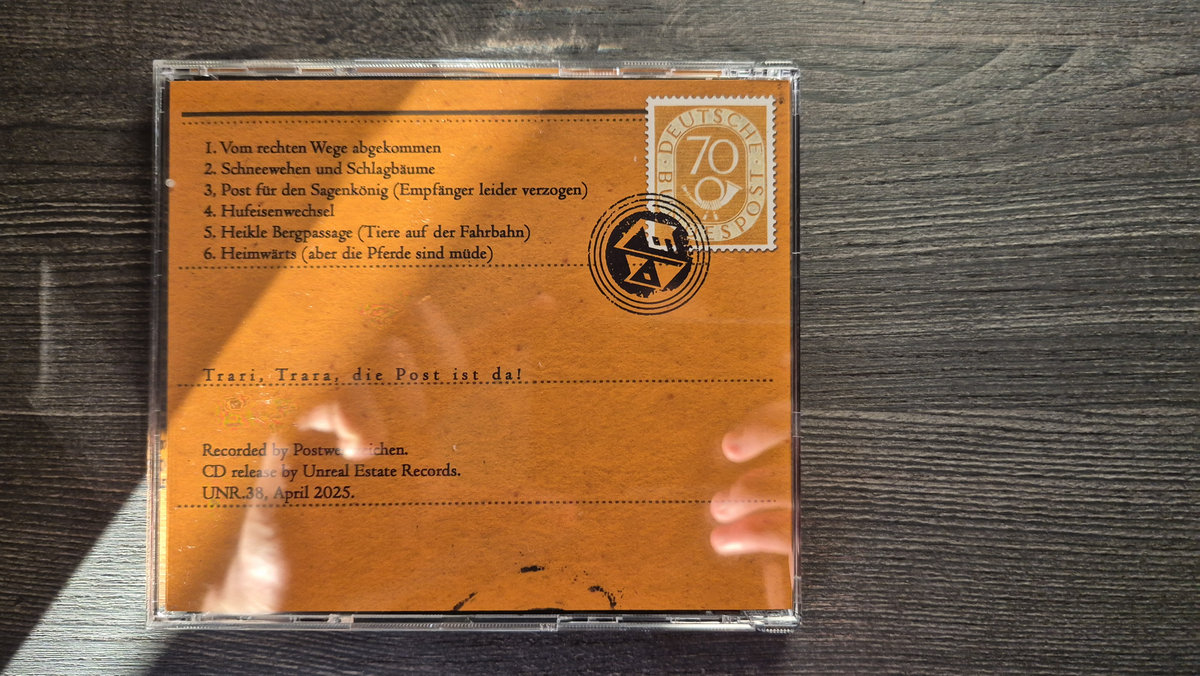 1. Vom rechten Wege abgekommen
2. Schneewehen und Schlagbäume
3, Post für den Sagenkönig (Empfänger leider verzogen)
4. Hufeisenwechsel
5. Heikle Bergpassage (Tiere auf der Fahrbahn)
6. Heimwärts (aber die Pferde sind müde)
DEUTSCHE
70
Trari, Trara, die Post ist da!
Recorded by
CD release by Unreal Estate Records.
UNR.38, April 2025.